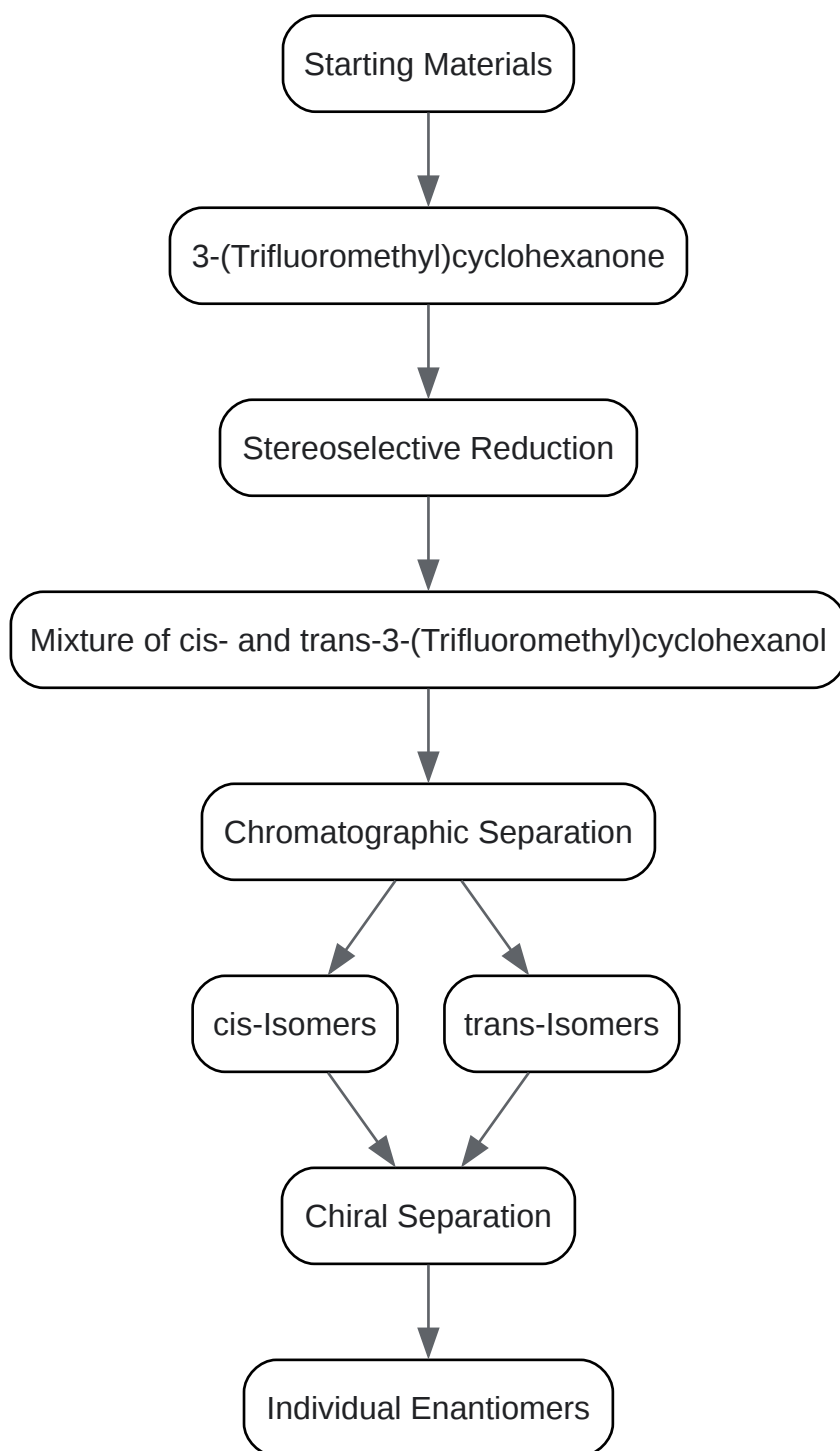 Starting Materials
3-(Trifluoromethyl)cyclohexanone
Stereoselective Reduction
Mixture of cis- and trans-3-(Trifluoromethyl)cyclohexanol
Chromatographic Separation
cis-Isomers
trans-Isomers
Chiral Separation
Individual Enantiomers